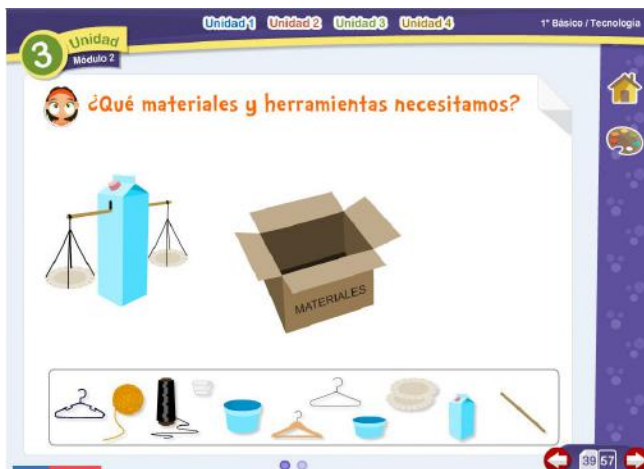 Unidad 1 Unidad 2 Unidad 3 Unidad 4
1° Básico / Tecnología
3
Unidad
Módulo 2
¿Qué materiales y herramientas necesitamos?
MATERIALES
39 57